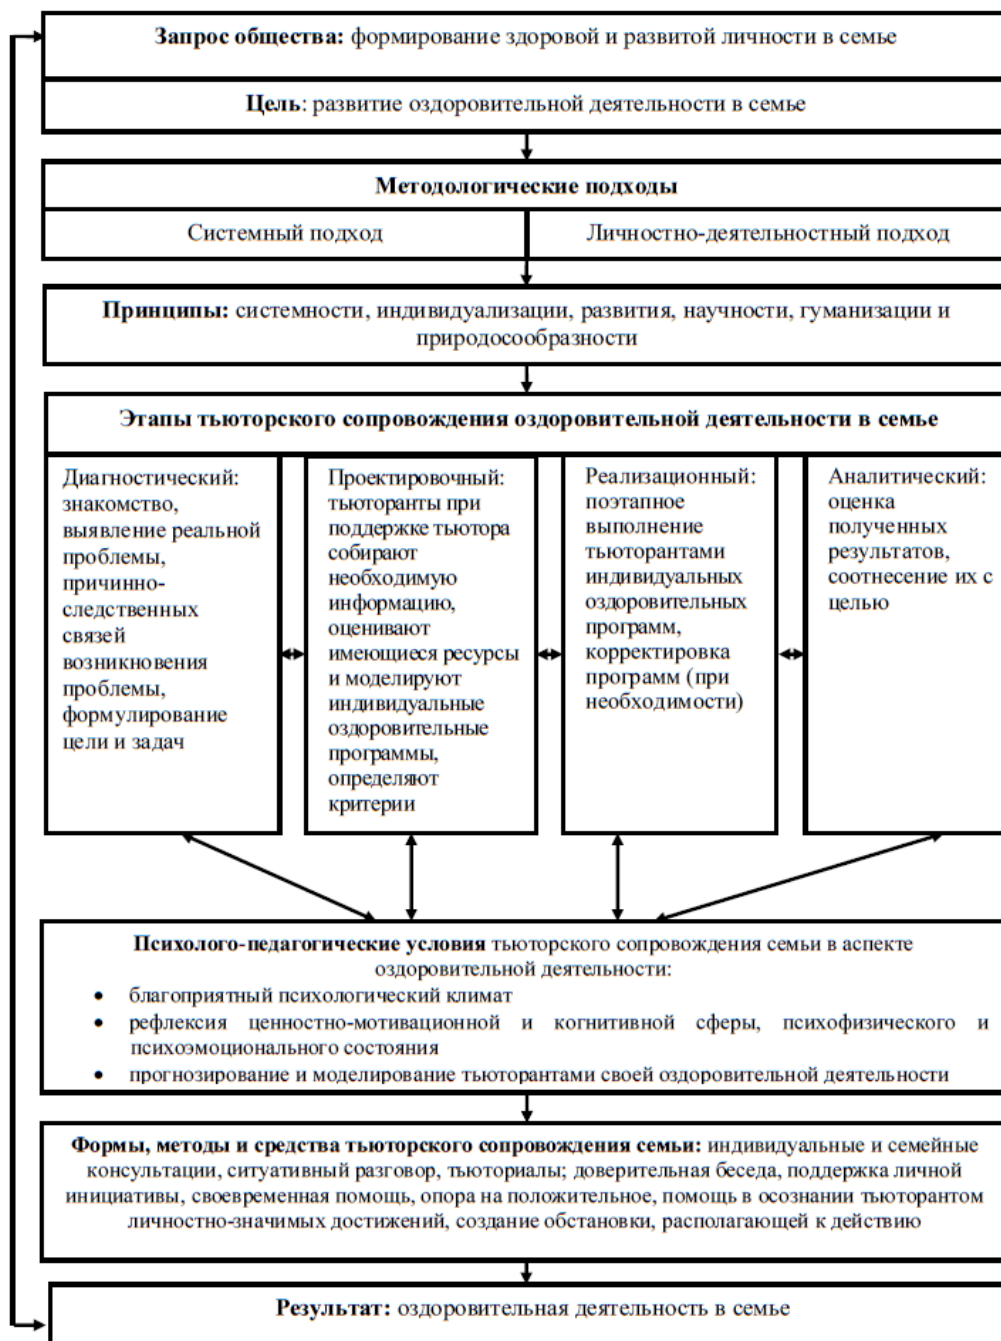 Запрос общества: формирование здоровой и развитой личности в семье
Цель: развитие оздоровительной деятельности в семье
Методологические подходы
Системный подход
Личностно-деятельностный подход
Принципы: системности, индивидуализации, развития, научности, гуманизации и
природосообразности
Этапы тьюторского сопровождения оздоровительной деятельности в семье
Диагностический:
знакомство,
выявление реальной
проблемы,
причинно-
следственных
связей
возникновения
проблемы,
формулирование
цели и задач
Проектировочный:
тьюторанты при
поддержке тьютора
собирают
необходимую
информацию,
оценивают
имеющиеся ресурсы
и моделируют
индивидуальные
оздоровительные
программы,
определяют
критерии
Реализационный:
поэтапное
выполнение
тьюторантами
индивидуальных
оздоровительных
программ,
корректировка
программ (при
необходимости)
Аналитический:
оценка
полученных
результатов,
соотнесение их с
целью
Психолого-педагогические условия тьюторского сопровождения семьи в аспекте
оздоровительной деятельности:
• благоприятный психологический климат
• рефлексия ценностно-мотивационной и когнитивной сферы, психофизического и
психоэмоционального состояния
• прогнозирование и моделирование тьюторантами своей оздоровительной деятельности
Формы, методы и средства тьюторского сопровождения семьи: индивидуальные и семейные
консультации, ситуативный разговор, тьюториалы; доверительная беседа, поддержка личной
инициативы, своевременная помощь, опора на положительное, помощь в осознании тьюторантом
личностно-значимых достижений, создание обстановки, располагающей к действию
Результат: оздоровительная деятельность в семье